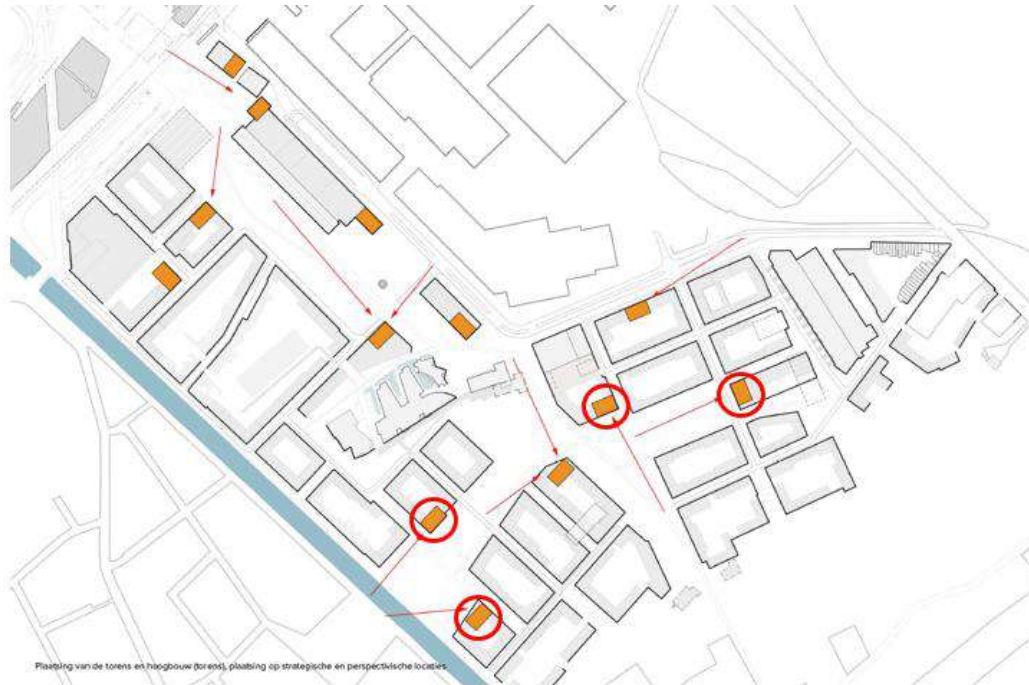 Plaatsing van de torens en hoogbouw (torens), plaatsing op strategische en perspectivische locaties